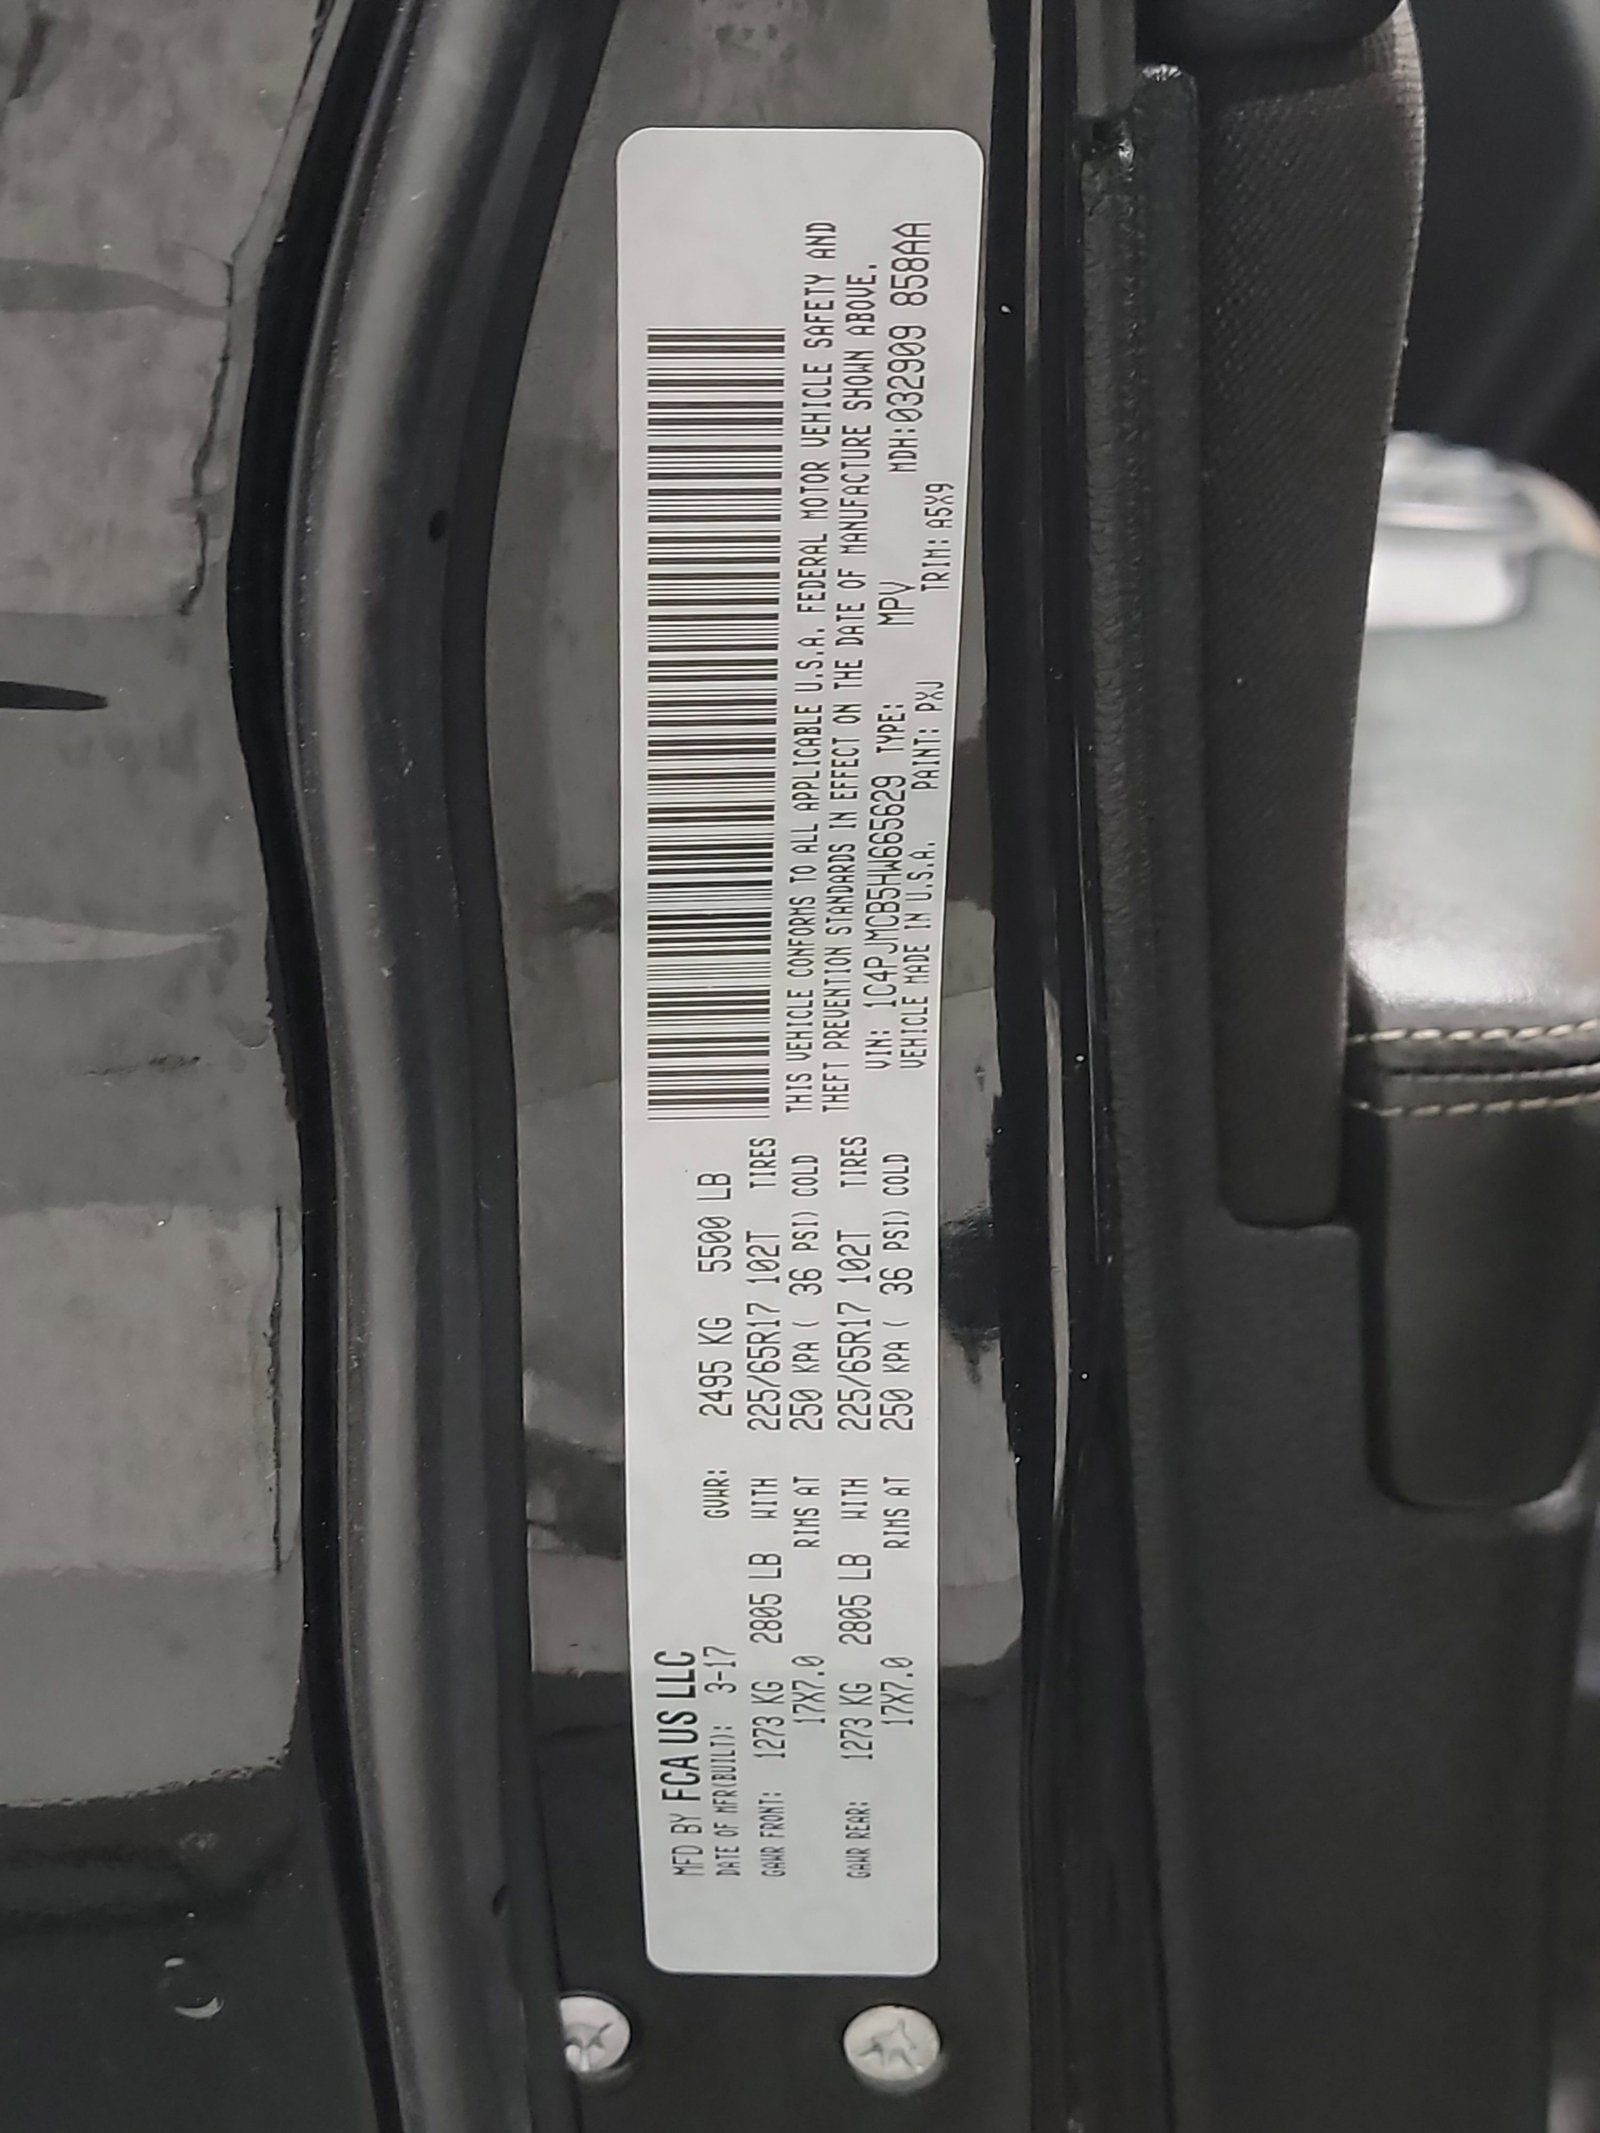 MFD BY FCA US LLC
DATE OF MFR(BUILT): 3-17 GVWR: 2495 KG 5500 LB
GAWR FRONT: 1273 KG 2805 LB WITH 225/65R17 102T TIRES
17X7.0 RIMS AT 250 KPA ( 36 PSI) COLD
GAWR REAR: 1273 KG 2805 LB WITH 225/65R17 102T TIRES
17X7.0 RIMS AT 250 KPA ( 36 PSI) COLD
THIS VEHICLE CONFORMS TO ALL APPLICABLE U.S.A. FEDERAL MOTOR VEHICLE SAFETY AND
THEFT PREVENTION STANDARDS IN EFFECT ON THE DATE OF MANUFACTURE SHOWN ABOVE.
VIN: 1C4PJMCB5HW665629 TYPE: MPV MDH:032909 858AA
VEHICLE MADE IN U.S.A. PAINT: PXJ TRIM: A5X9